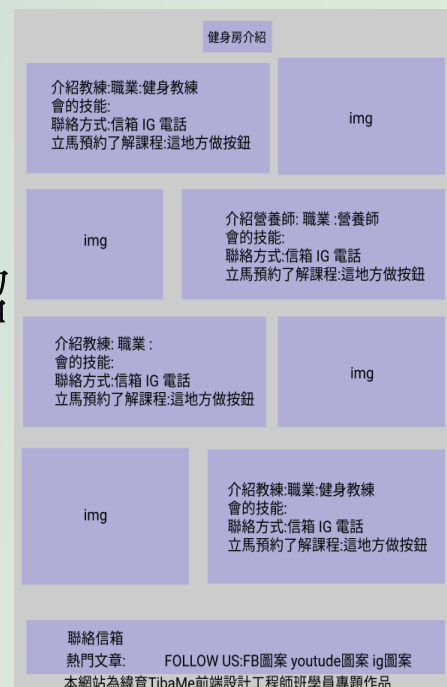 健身房介紹
介紹教練:職業:健身教練
會的技能:
聯絡方式:信箱 IG 電話
立馬預約了解課程:這地方做按鈕
img
img
介紹營養師: 職業 :營養師
會的技能:
聯絡方式:信箱 IG 電話
立馬預約了解課程:這地方做按鈕
介紹教練: 職業 :
會的技能:
聯絡方式:信箱 IG 電話
立馬預約了解課程:這地方做按鈕
img
img
介紹教練:職業:健身教練
會的技能:
聯絡方式:信箱 IG 電話
立馬預約了解課程:這地方做按鈕
聯絡信箱
熱門文章: FOLLOW US:FB圖案 youtude圖案 ig圖案
本網站為緯育TibaMe前端設計工程師班學員專題作品